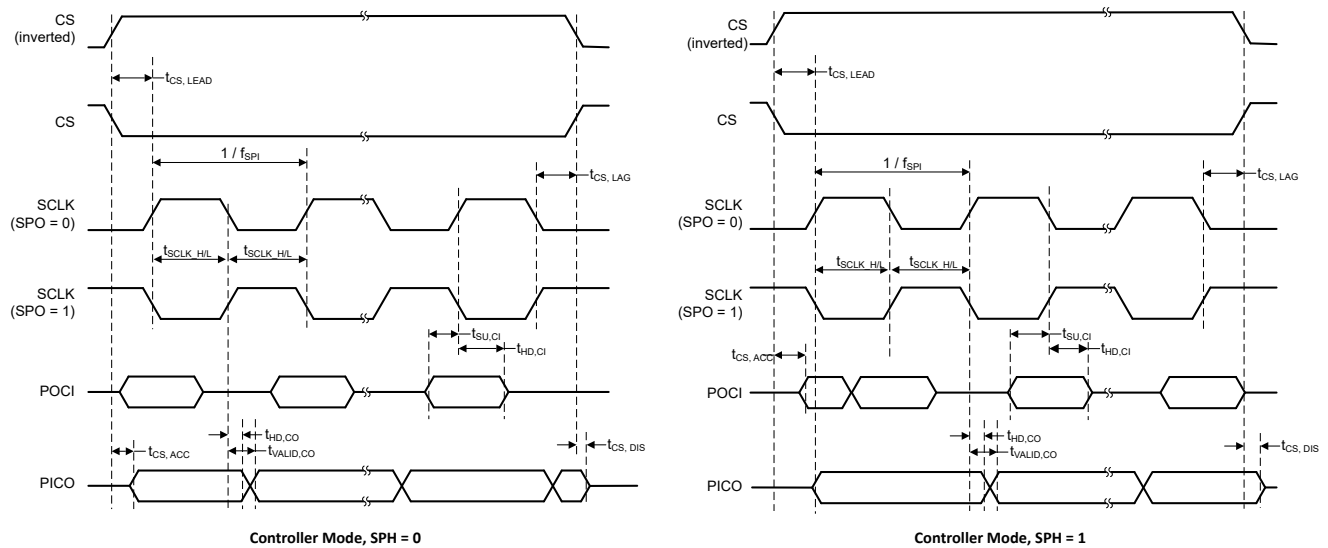 CS
(inverted)
tCS, LEAD
CS
1 / fSPI
tCS, LAG
SCLK
(SPO = 0)
tSCLK_H/L
tSCLK_H/L
SCLK
(SPO = 1)
tSU,CI
tHD,CI
POCI
tHD,CO
tVALID,CO
tCS, ACC
tCS, DIS
PICO
Controller Mode, SPH = 0
CS
(inverted)
tCS, LEAD
CS
1 / fSPI
tCS, LAG
SCLK
(SPO = 0)
tSCLK_H/L
tSCLK_H/L
SCLK
(SPO = 1)
tSU,CI
tHD,CI
tCS, ACC
POCI
tHD,CO
tVALID,CO
tCS, DIS
PICO
Controller Mode, SPH = 1